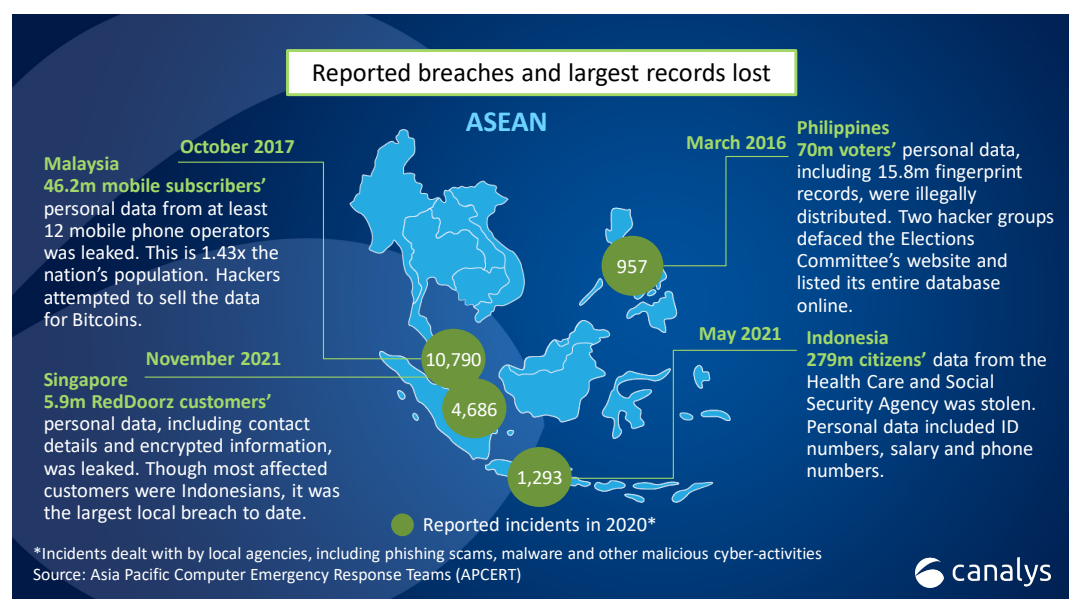 Reported breaches and largest records lost
ASEAN
October 2017
Malaysia
46.2m mobile subscribers’
personal data from at least
12 mobile phone operators
was leaked. This is 1.43x the
nation’s population. Hackers
attempted to sell the data
for Bitcoins.
November 2021
Singapore
5.9m RedDoorz customers’
personal data, including contact
details and encrypted information,
was leaked. Though most affected
customers were Indonesians, it was
the largest local breach to date.
March 2016
Philippines
70m voters’ personal data,
including 15.8m fingerprint
records, were illegally
distributed. Two hacker groups
defaced the Elections
Committee’s website and
listed its entire database
online.
May 2021
Indonesia
279m citizens’ data from the
Health Care and Social
Security Agency was stolen.
Personal data included ID
numbers, salary and phone
numbers.
957
10,790
4,686
1,293
Reported incidents in 2020*
*Incidents dealt with by local agencies, including phishing scams, malware and other malicious cyber-activities
Source: Asia Pacific Computer Emergency Response Teams (APCERT)
canalys